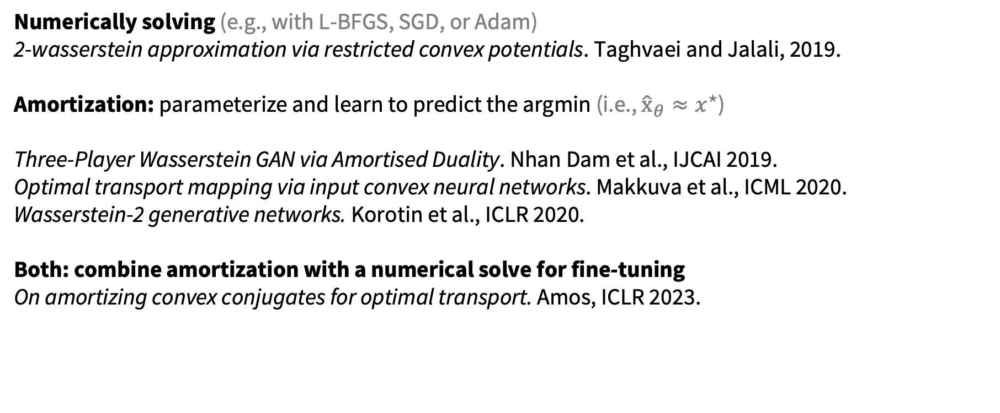 Numerically solving (e.g., with L-BFGS, SGD, or Adam)
2-wasserstein approximation via restricted convex potentials. Taghvaei and Jalali, 2019.
Amortization: parameterize and learn to predict the argmin (i.e., x̂_θ ≈ x⋆)
Three-Player Wasserstein GAN via Amortised Duality. Nhan Dam et al., IJCAI 2019.
Optimal transport mapping via input convex neural networks. Makkuva et al., ICML 2020.
Wasserstein-2 generative networks. Korotin et al., ICLR 2020.
Both: combine amortization with a numerical solve for fine-tuning
On amortizing convex conjugates for optimal transport. Amos, ICLR 2023.